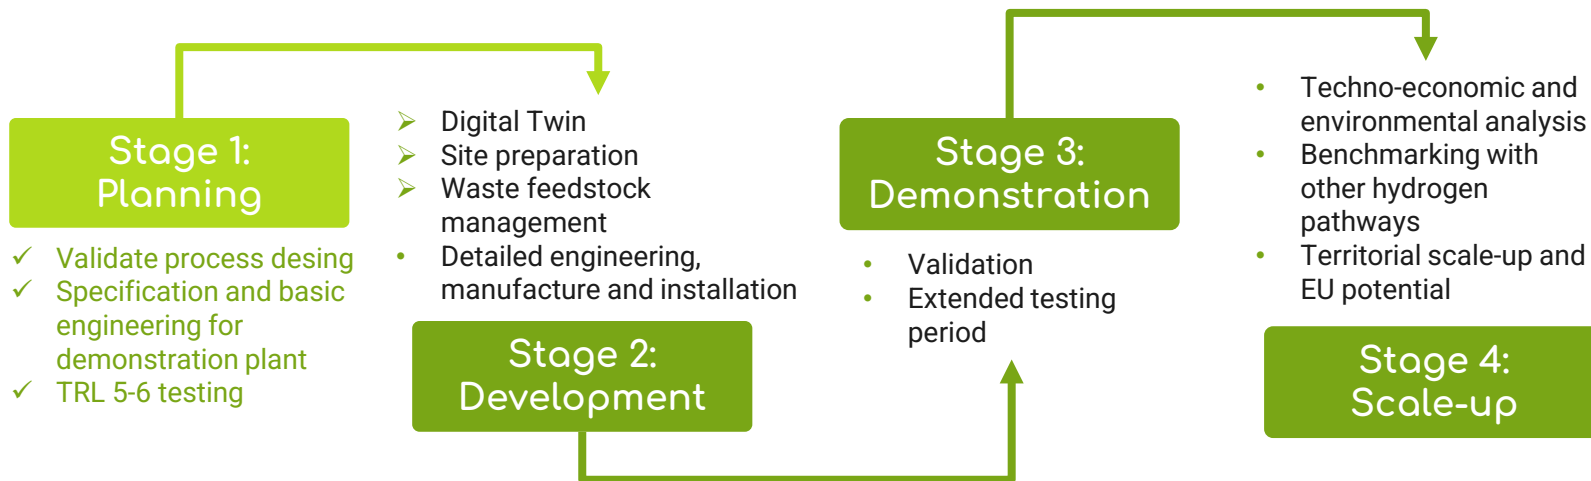 Stage 1:
Planning
✓ Validate process desing
✓ Specification and basic
engineering for
demonstration plant
✓ TRL 5-6 testing
➢ Digital Twin
➢ Site preparation
➢ Waste feedstock
management
• Detailed engineering,
manufacture and installation
Stage 2:
Development
Stage 3:
Demonstration
• Validation
• Extended testing
period
• Techno-economic and
environmental analysis
• Benchmarking with
other hydrogen
pathways
• Territorial scale-up and
EU potential
Stage 4:
Scale-up